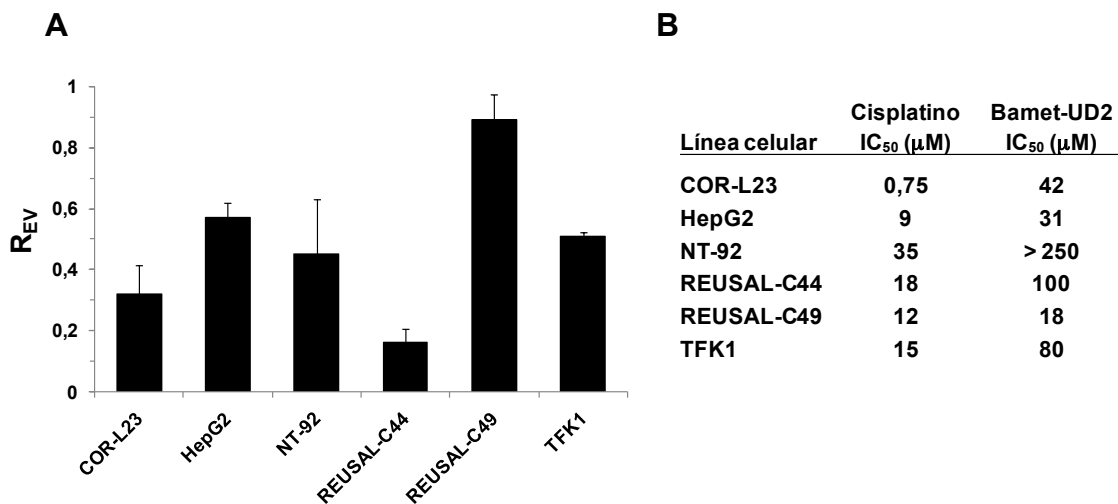 A
B
R_EV
1
0,8
0,6
0,4
0,2
0
COR-L23
HepG2
NT-92
REUSAL-C44
REUSAL-C49
TFK1
Cisplatino Bamet-UD2
Línea celular IC₅₀ (μM) IC₅₀ (μM)
COR-L23 0,75 42
HepG2 9 31
NT-92 35 > 250
REUSAL-C44 18 100
REUSAL-C49 12 18
TFK1 15 80